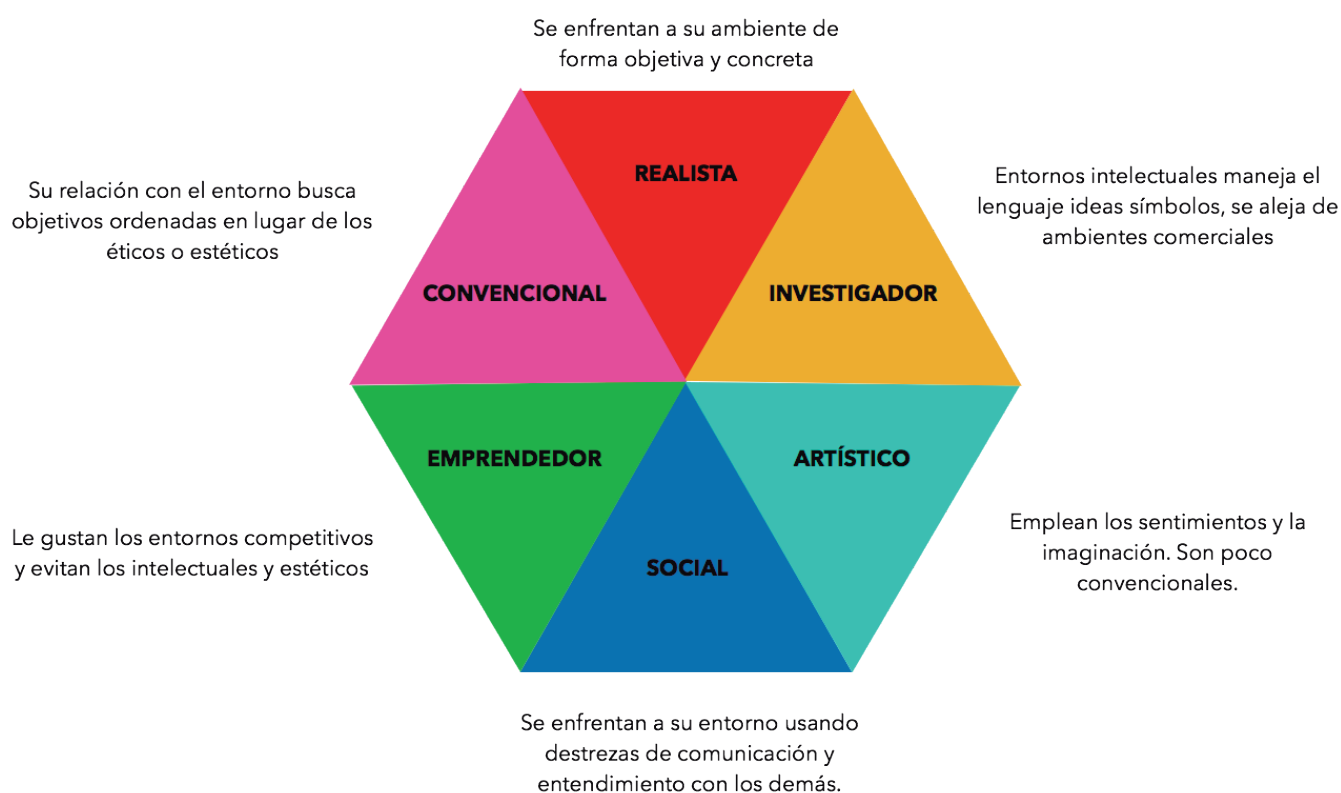 Se enfrentan a su ambiente de
forma objetiva y concreta
REALISTA
Entornos intelectuales maneja el
lenguaje ideas símbolos, se aleja de
ambientes comerciales
INVESTIGADOR
Su relación con el entorno busca
objetivos ordenadas en lugar de los
éticos o estéticos
CONVENCIONAL
EMPRENDEDOR
Le gustan los entornos competitivos
y evitan los intelectuales y estéticos
ARTÍSTICO
Emplean los sentimientos y la
imaginación. Son poco
convencionales.
SOCIAL
Se enfrentan a su entorno usando
destrezas de comunicación y
entendimiento con los demás.